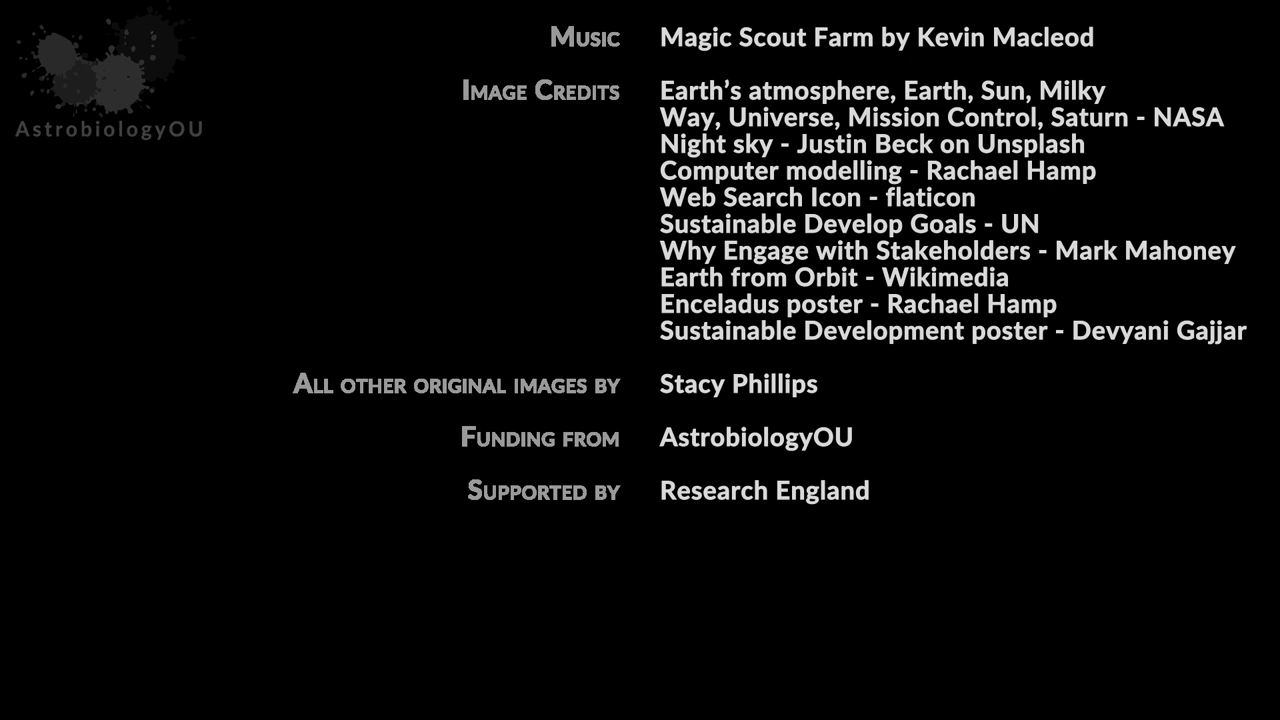 AstrobiologyOU
Music Magic Scout Farm by Kevin Macleod
Image Credits Earth’s atmosphere, Earth, Sun, Milky
Way, Universe, Mission Control, Saturn - NASA
Night sky - Justin Beck on Unsplash
Computer modelling - Rachael Hamp
Web Search Icon - flaticon
Sustainable Develop Goals - UN
Why Engage with Stakeholders - Mark Mahoney
Earth from Orbit - Wikimedia
Enceladus poster - Rachael Hamp
Sustainable Development poster - Devyani Gajjar
All other original images by Stacy Phillips
Funding from AstrobiologyOU
Supported by Research England